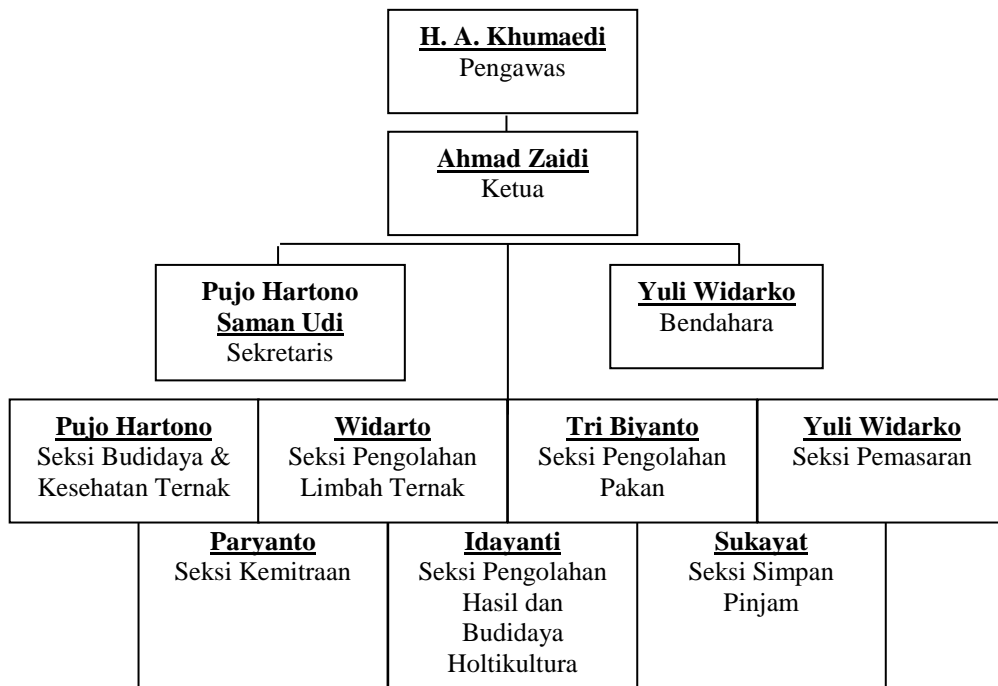 H. A. Khumaedi
Pengawas
Ahmad Zaidi
Ketua
Pujo Hartono
Saman Udi
Sekretaris
Yuli Widarko
Bendahara
Pujo Hartono
Seksi Budidaya &
Kesehatan Ternak
Widarto
Seksi Pengolahan
Limbah Ternak
Tri Biyanto
Seksi Pengolahan
Pakan
Yuli Widarko
Seksi Pemasaran
Paryanto
Seksi Kemitraan
Idayanti
Seksi Pengolahan
Hasil dan
Budidaya
Holtikultura
Sukayat
Seksi Simpan
Pinjam